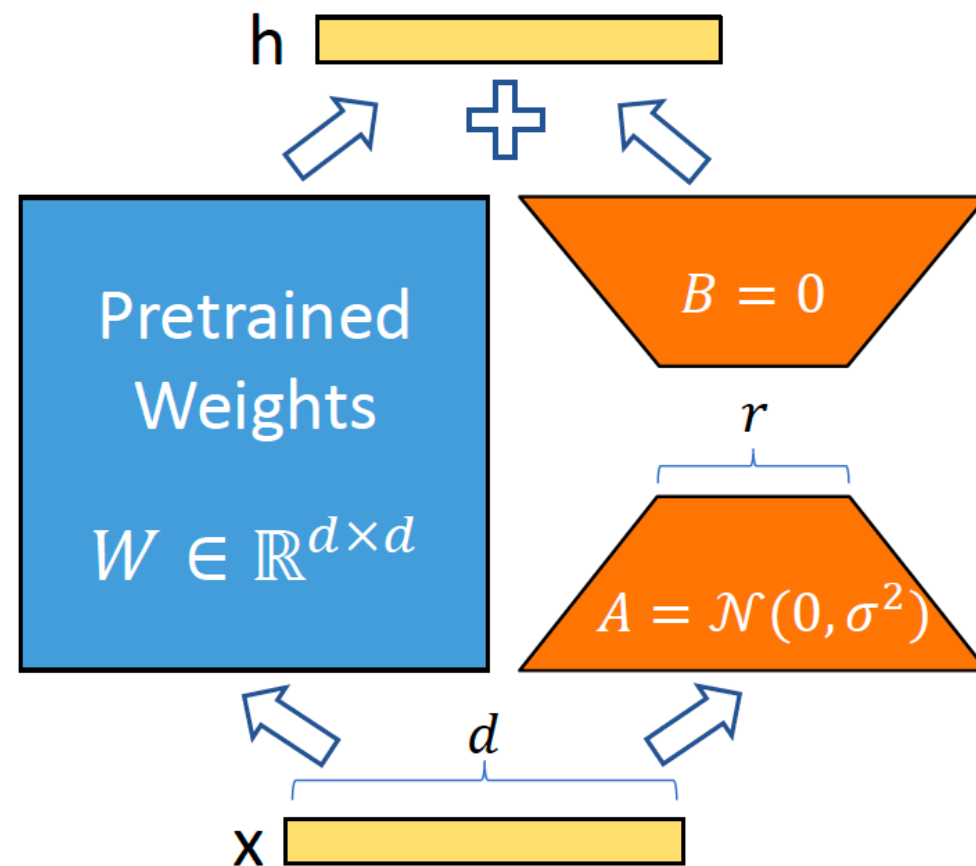 h
Pretrained
Weights
W ∈ ℝ^{d×d}
B = 0
r
A = 𝒩(0, σ²)
d
x